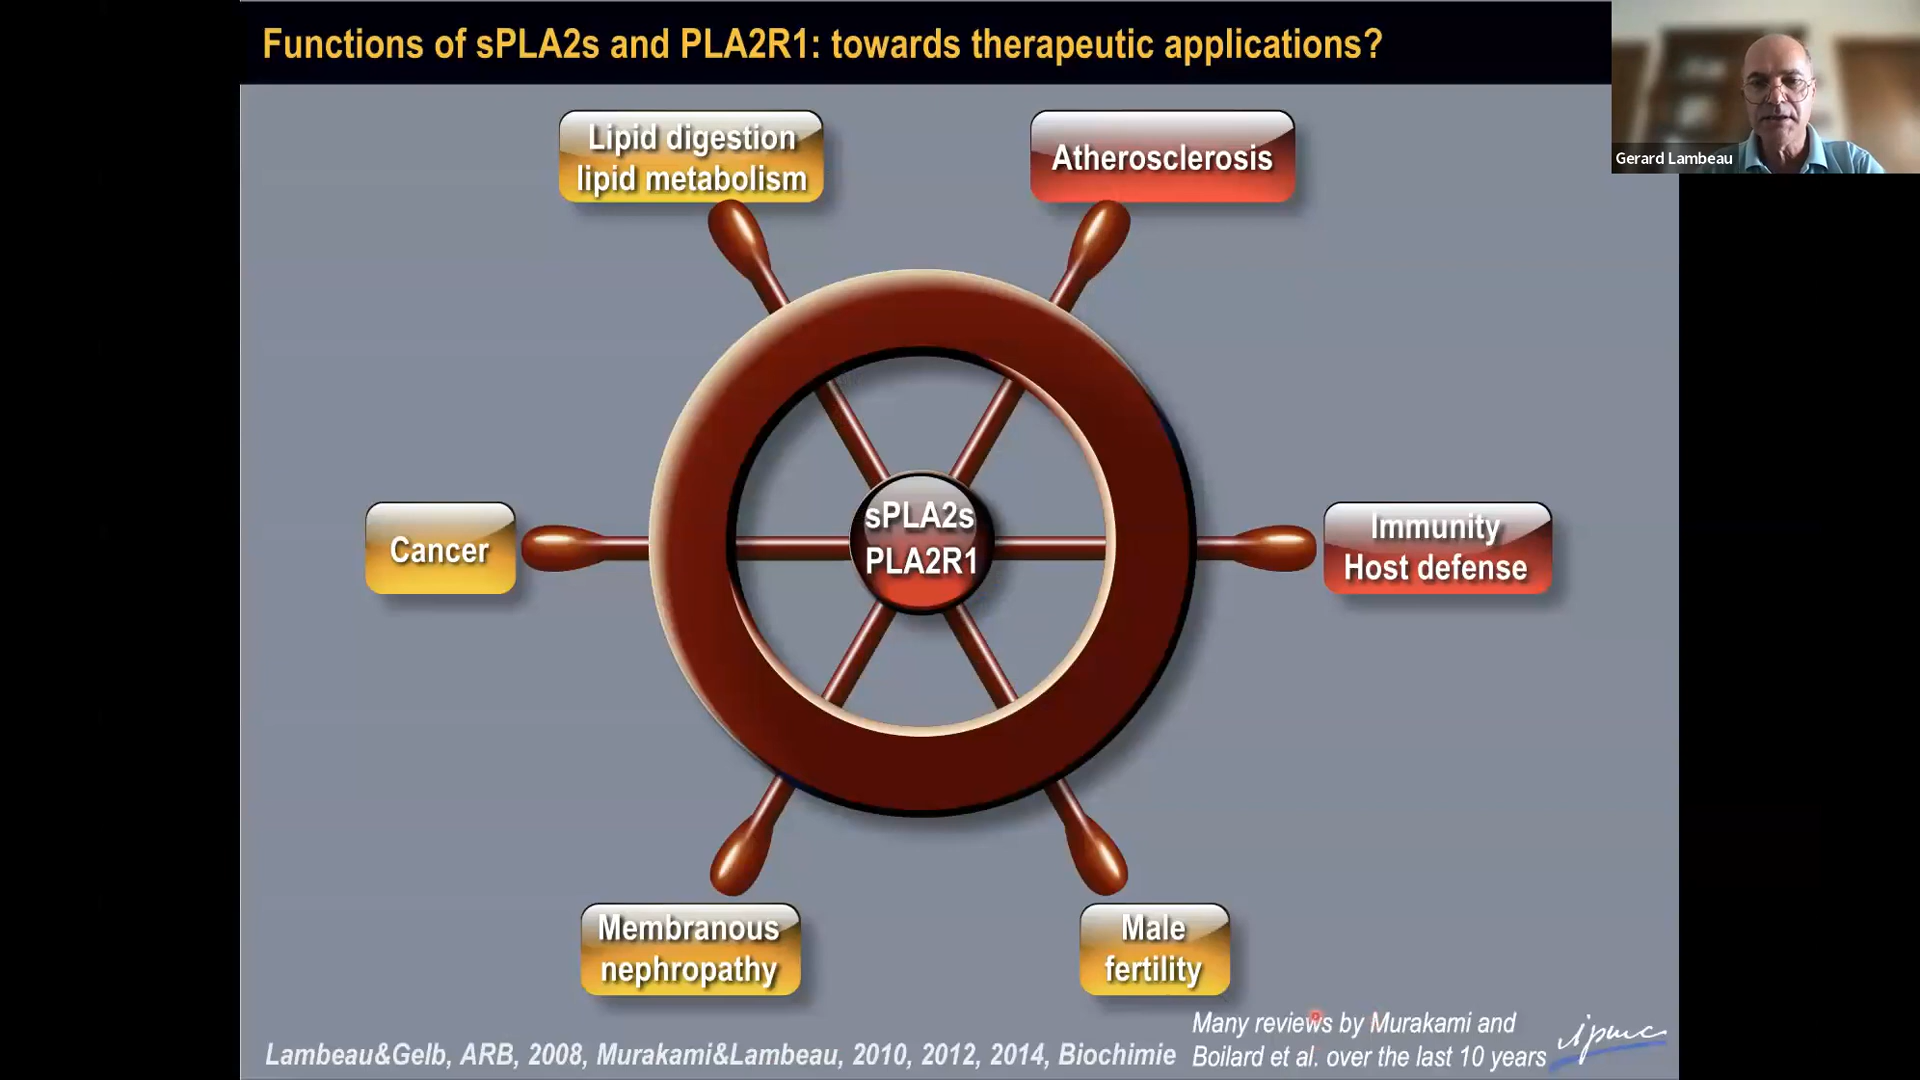 Functions of sPLA2s and PLA2R1: towards therapeutic applications?
Gerard Lambeau
Lipid digestion
lipid metabolism
Atherosclerosis
Cancer
sPLA2s
PLA2R1
Immunity
Host defense
Membranous
nephropathy
Male
fertility
Many reviews by Murakami and
Boilard et al. over the last 10 years
Lambeau&Gelb, ARB, 2008, Murakami&Lambeau, 2010, 2012, 2014, Biochimie
ipmc